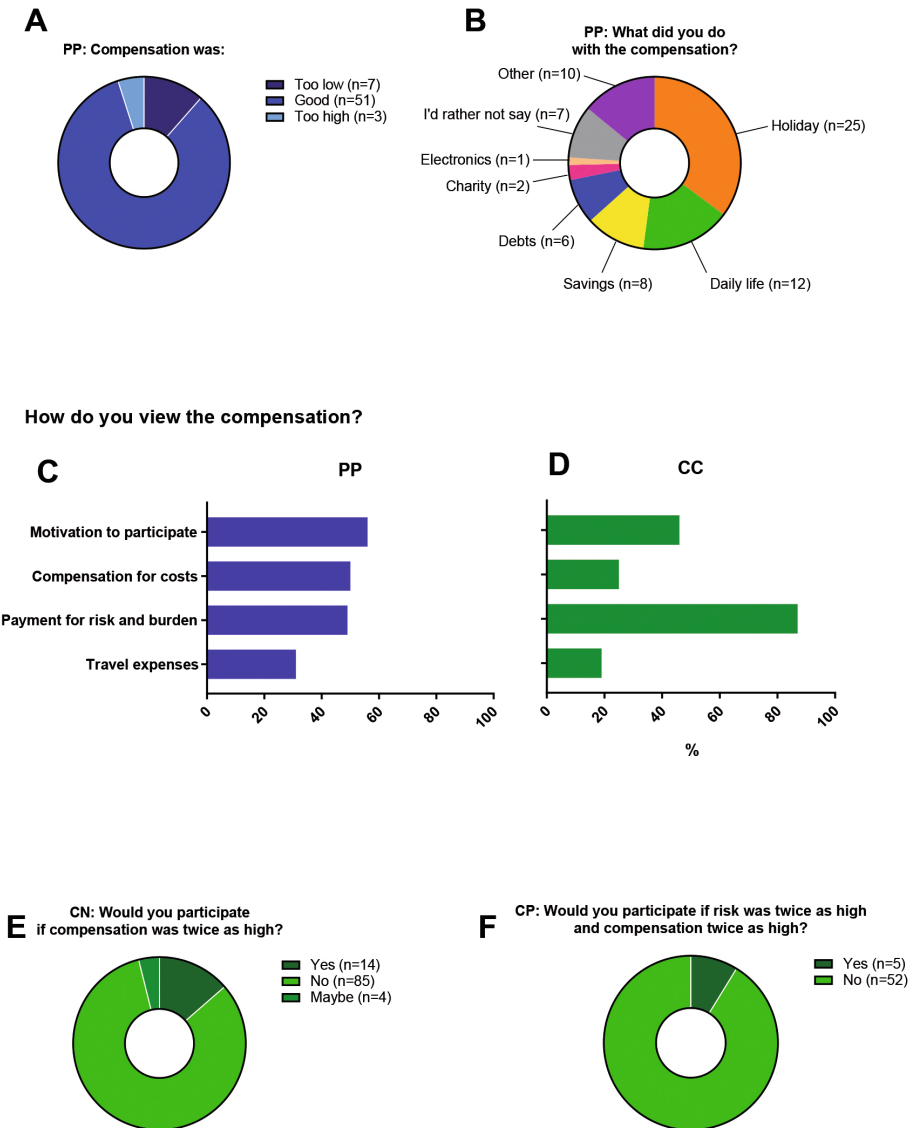 A
PP: Compensation was:
Too low (n=7)
Good (n=51)
Too high (n=3)
B
PP: What did you do
with the compensation?
Other (n=10)
I'd rather not say (n=7)
Electronics (n=1)
Charity (n=2)
Debts (n=6)
Savings (n=8)
Daily life (n=12)
Holiday (n=25)
How do you view the compensation?
C
PP
Motivation to participate
Compensation for costs
Payment for risk and burden
Travel expenses
0 20 40 60 80 100
D
CC
0 20 40 60 80 100
%
E
CN: Would you participate
if compensation was twice as high?
Yes (n=14)
No (n=85)
Maybe (n=4)
F
CP: Would you participate if risk was twice as high
and compensation twice as high?
Yes (n=5)
No (n=52)